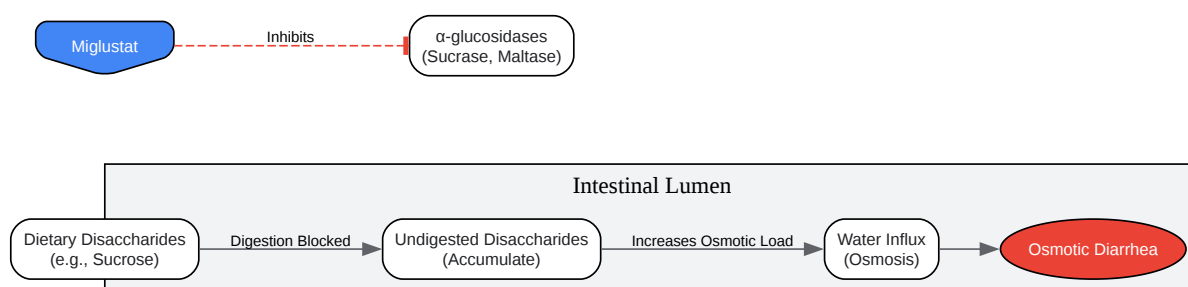 Miglustat
Inhibits
α-glucosidases
(Sucrase, Maltase)
Intestinal Lumen
Dietary Disaccharides
(e.g., Sucrose)
Digestion Blocked
Undigested Disaccharides
(Accumulate)
Increases Osmotic Load
Water Influx
(Osmosis)
Osmotic Diarrhea